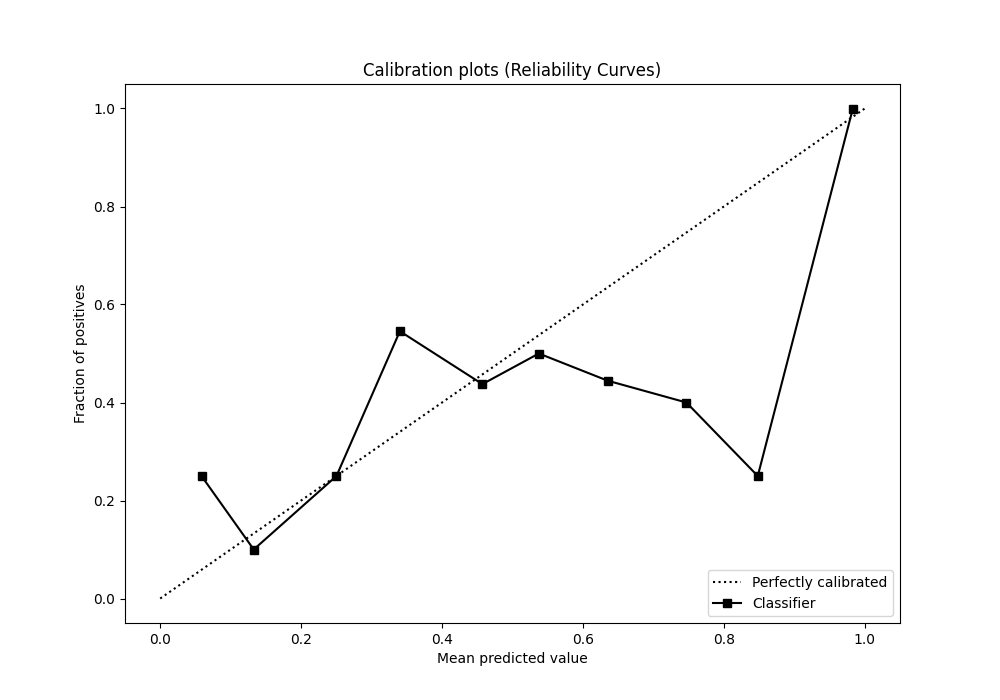 Calibration plots (Reliability Curves)
Fraction of positives
1.0
0.8
0.6
0.4
0.2
0.0
0.0 0.2 0.4 0.6 0.8 1.0
Mean predicted value
Perfectly calibrated
Classifier